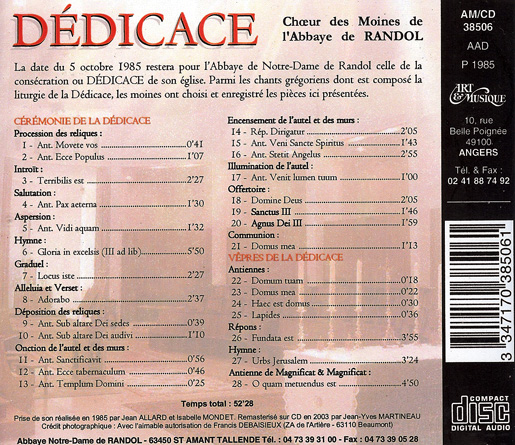 DÉDICACE
Chœur des Moines de
l'Abbaye de RANDOL
La date du 5 octobre 1985 restera pour l'Abbaye de Notre-Dame de Randol celle de la
consécration ou DÉDICACE de son église. Parmi les chants grégoriens dont est composé la
liturgie de la Dédicace, les moines ont choisi et enregistré les pièces ici présentées.
CÉRÉMONIE DE LA DÉDICACE
Procession des reliques :
1 - Ant. Movete vos 0'41
2 - Ant. Ecce Populus 1'07
Introït :
3 - Terribilis est 2'27
Salutation :
4 - Ant. Pax aeterna 1'30
Aspersion :
5 - Ant. Vidi aquam 1'32
Hymne :
6 - Gloria in excelsis (III ad lib) 5'50
Graduel :
7 - Locus iste 2'27
Alleluia et Verset :
8 - Adorabo 2'37
Déposition des reliques :
9 - Ant. Sub altare Dei sedes 0'39
10 - Ant. Sub altare Dei audivi 1'10
Onction de l'autel et des murs :
11 - Ant. Sanctificavit 0'56
12 - Ant. Ecce tabernaculum 0'46
13 - Ant. Templum Domini 0'25
Encensement de l'autel et des murs :
14 - Rép. Dirigatur 2'05
15 - Ant. Veni Sancte Spiritus 1'43
16 - Ant. Stetit Angelus 2'55
Illumination de l'autel :
17 - Ant. Venit lumen tuum 1'00
Offertoire :
18 - Domine Deus 2'05
19 - Sanctus III 1'46
20 - Agnus Dei III 1'59
Communion :
21 - Domus mea 1'13
VÊPRES DE LA DÉDICACE
Antiennes :
22 - Domum tuam 0'18
23 - Domus mea 0'22
24 - Haec est domus 0'30
25 - Lapides 0'36
Répons :
26 - Fundata est 3'55
Hymne :
27 - Urbs Jerusalem 3'24
Antienne de Magnificat & Magnificat :
28 - O quam metuendus est 4'50
Temps total : 52'28
Prise de son réalisée en 1985 par Jean ALLARD et Isabelle MONDET. Remasterisé sur CD en 2003 par Jean-Yves MARTINEAU
Crédit photographique : Avec l'aimable autorisation de Francis DEBAISIEUX (ZA de l'Artière - 63110 Beaumont)
Abbaye Notre-Dame de RANDOL - 63450 ST AMANT TALLENDE Tél. : 04 73 39 31 00 - Fax : 04 73 39 05 28
AM/CD
38506
AAD
P 1985
ART
& MUSIQUE
10, rue
Belle Poignée
49100
ANGERS
Tél. & Fax :
02 41 88 74 92
3 347170 385061
COMPACT
disc
DIGITAL AUDIO